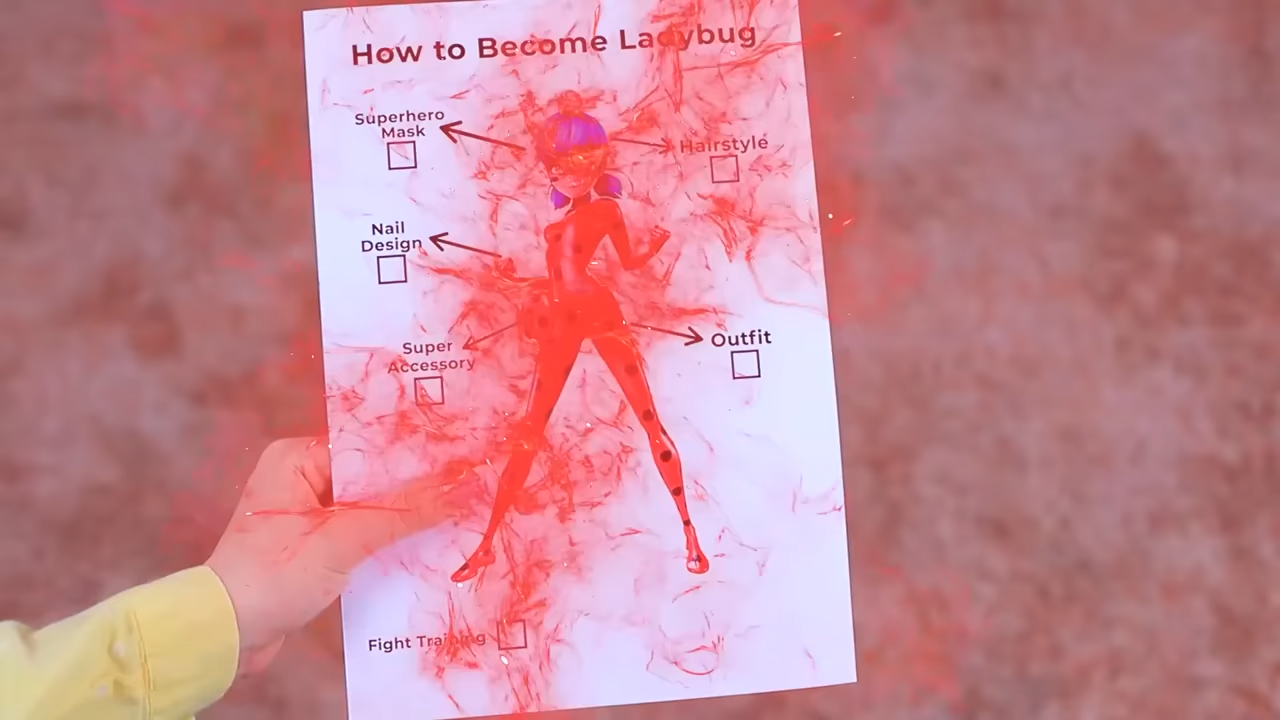 How to Become Ladybug
Superhero
Mask
Hairstyle
Nail
Design
Super
Accessory
Outfit
Fight Training